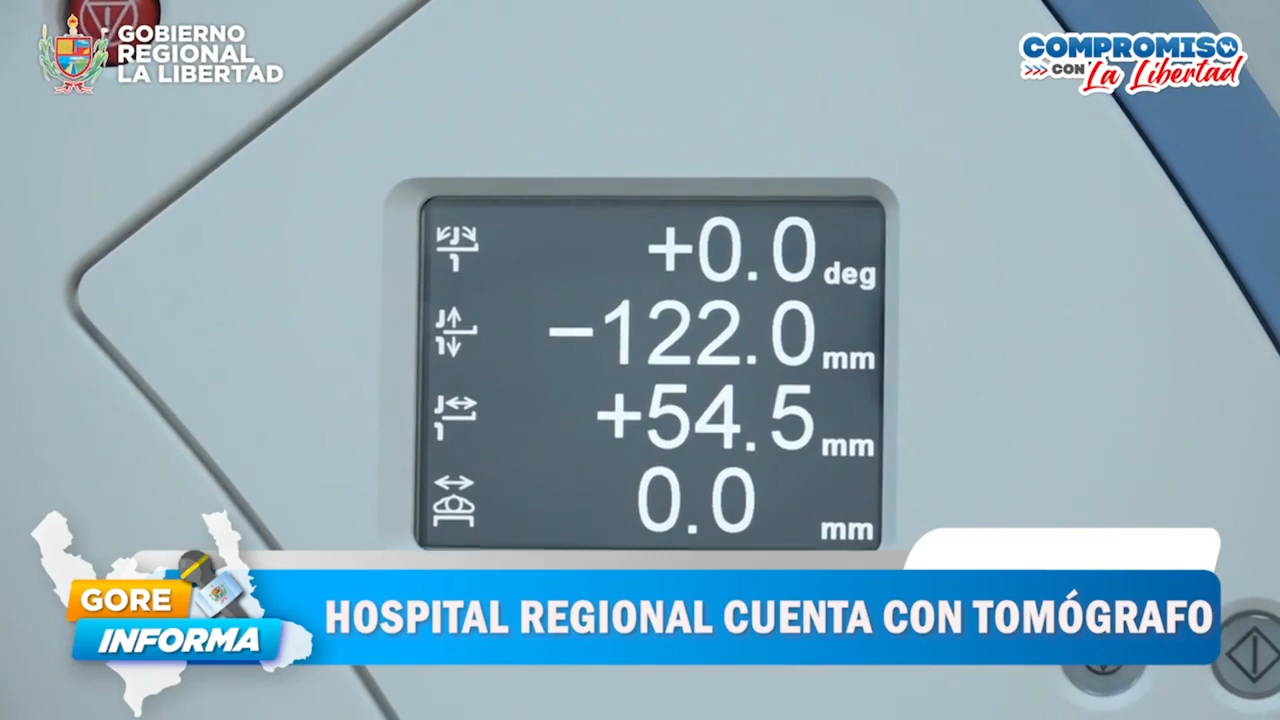 GOBIERNO
REGIONAL
LA LIBERTAD
COMPROMISO
CON La Libertad
+0.0 deg
−122.0 mm
+54.5 mm
0.0 mm
GORE
INFORMA
HOSPITAL REGIONAL CUENTA CON TOMÓGRAFO